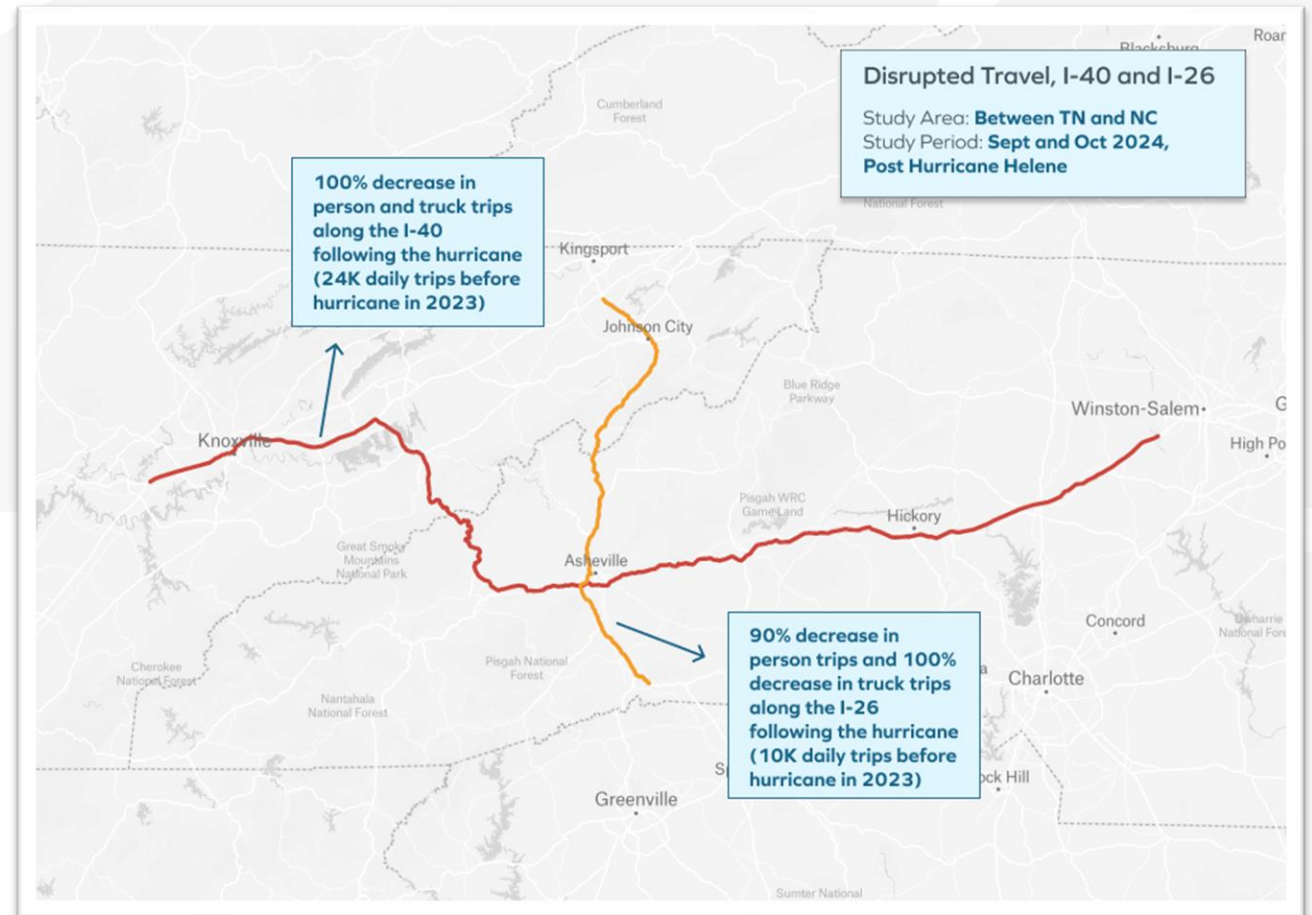 Blacksburg
Disrupted Travel, I-40 and I-26
Study Area: Between TN and NC
Study Period: Sept and Oct 2024,
Post Hurricane Helene
National Forest
Cumberland
Forest
100% decrease in
person and truck trips
along the I-40
following the hurricane
(24K daily trips before
hurricane in 2023)
Kingsport
Johnson City
Blue Ridge
Parkway
Winston-Salem
Knoxville
Pisgah WRC
Game Land
Hickory
Great Smoky
Mountains
National Park
Asheville
90% decrease in
person trips and 100%
decrease in truck trips
along the I-26
following the hurricane
(10K daily trips before
hurricane in 2023)
Concord
Charlotte
Cherokee
National Forest
Pisgah National
Forest
Nantahala
National Forest
Greenville
Sumter National